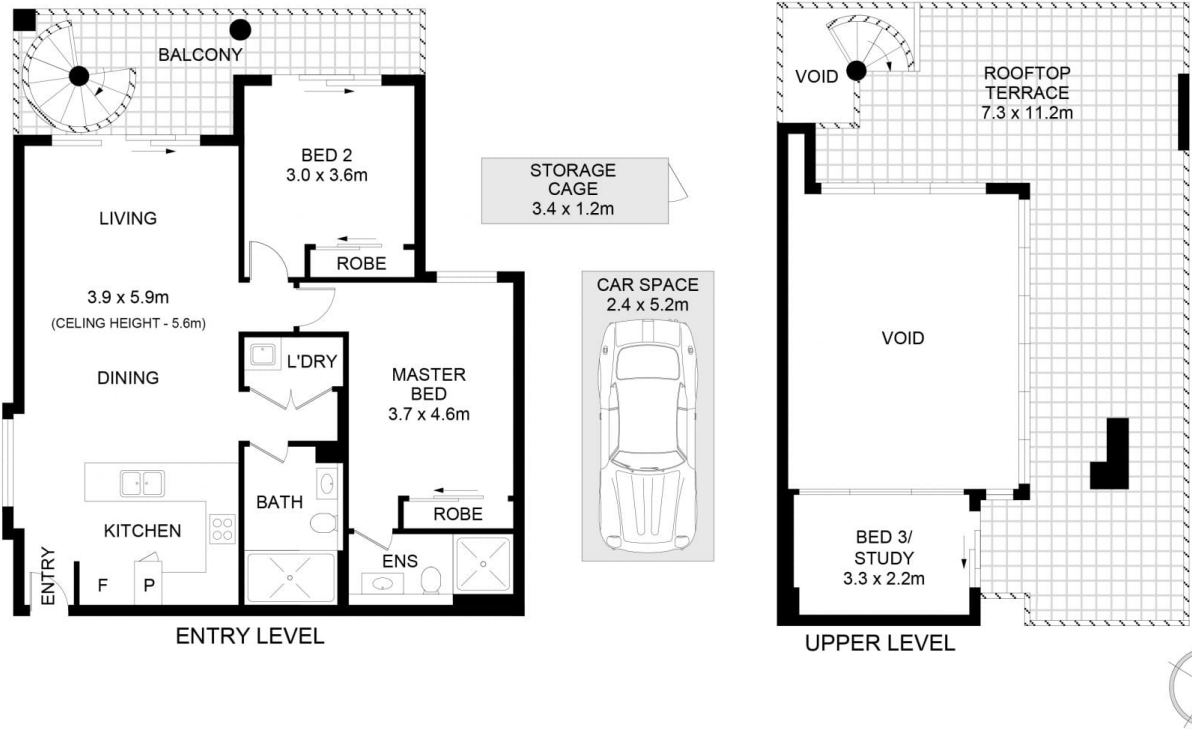 BALCONY
BED 2
3.0 x 3.6m
ROBE
LIVING
3.9 x 5.9m
(CELING HEIGHT - 5.6m)
DINING
L'DRY
MASTER
BED
3.7 x 4.6m
ROBE
BATH
KITCHEN
ENS
ENTRY
F
P
ENTRY LEVEL
STORAGE
CAGE
3.4 x 1.2m
CAR SPACE
2.4 x 5.2m
VOID
ROOFTOP
TERRACE
7.3 x 11.2m
VOID
BED 3/
STUDY
3.3 x 2.2m
UPPER LEVEL